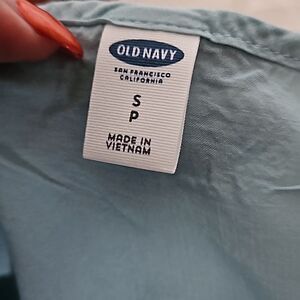 OLD NAVY
SAN FRANCISCO
CALIFORNIA
S
P
MADE IN
VIETNAM